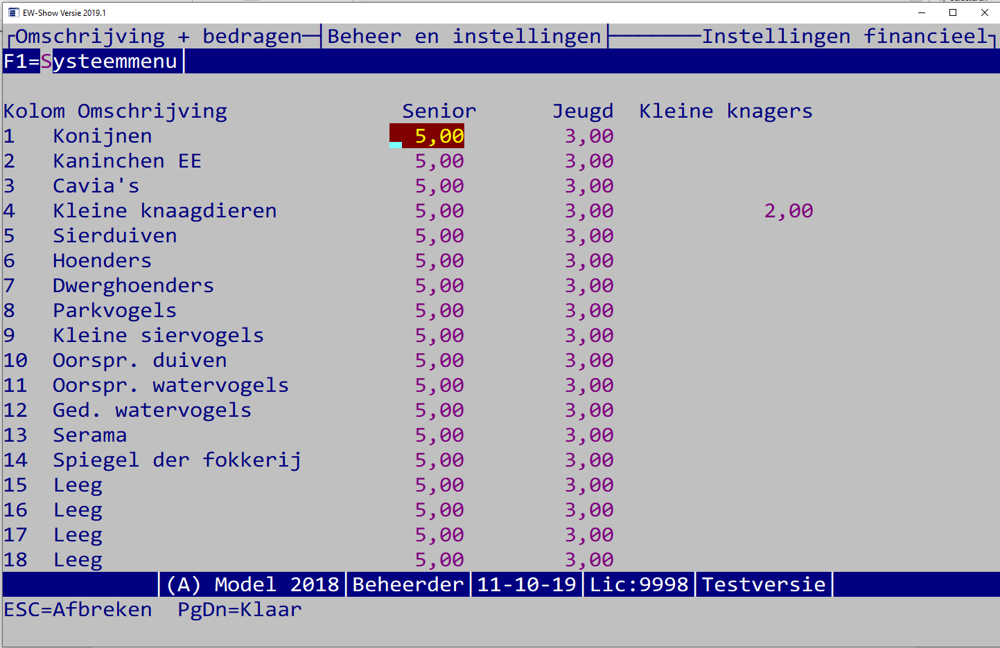 EW-Show Versie 2019.1
Omschrijving + bedragen Beheer en instellingen Instellingen financieel
F1=Systeemmenu
Kolom Omschrijving Senior Jeugd Kleine knagers
1 Konijnen 5,00 3,00
2 Kaninchen EE 5,00 3,00
3 Cavia's 5,00 3,00
4 Kleine knaagdieren 5,00 3,00 2,00
5 Sierduiven 5,00 3,00
6 Hoenders 5,00 3,00
7 Dwerghoenders 5,00 3,00
8 Parkvogels 5,00 3,00
9 Kleine siervogels 5,00 3,00
10 Oorspr. duiven 5,00 3,00
11 Oorspr. watervogels 5,00 3,00
12 Ged. watervogels 5,00 3,00
13 Serama 5,00 3,00
14 Spiegel der fokkerij 5,00 3,00
15 Leeg 5,00 3,00
16 Leeg 5,00 3,00
17 Leeg 5,00 3,00
18 Leeg 5,00 3,00
|(A) Model 2018|Beheerder|11-10-19|Lic:9998|Testversie|
ESC=Afbreken PgDn=Klaar